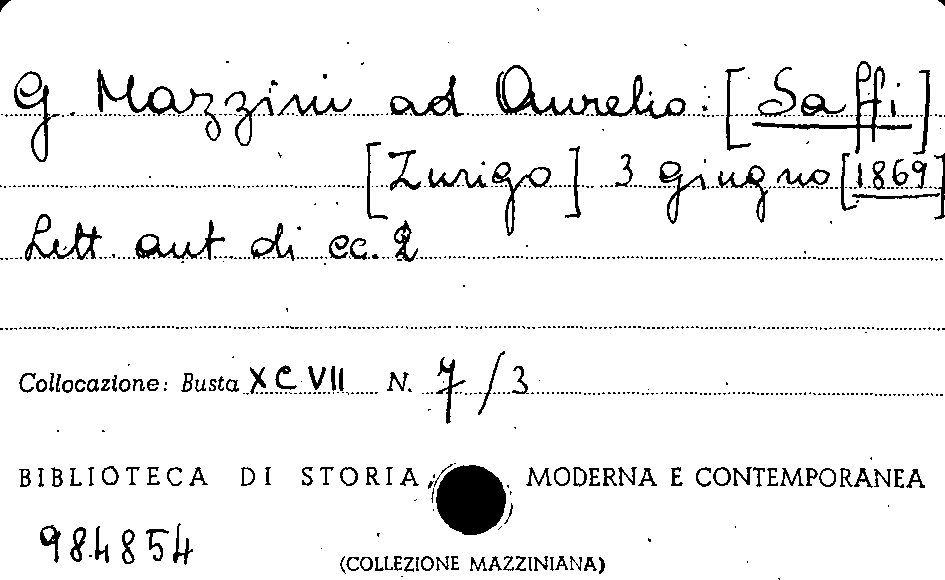 G. Mazzini ad Aurelio [Saffi]
[Zurigo] 3 giugno [1869]
Lett. aut. di cc. 2
Collocazione: Busta XCVII N. 7/3
BIBLIOTECA DI STORIA MODERNA E CONTEMPORANEA
984854
(COLLEZIONE MAZZINIANA)